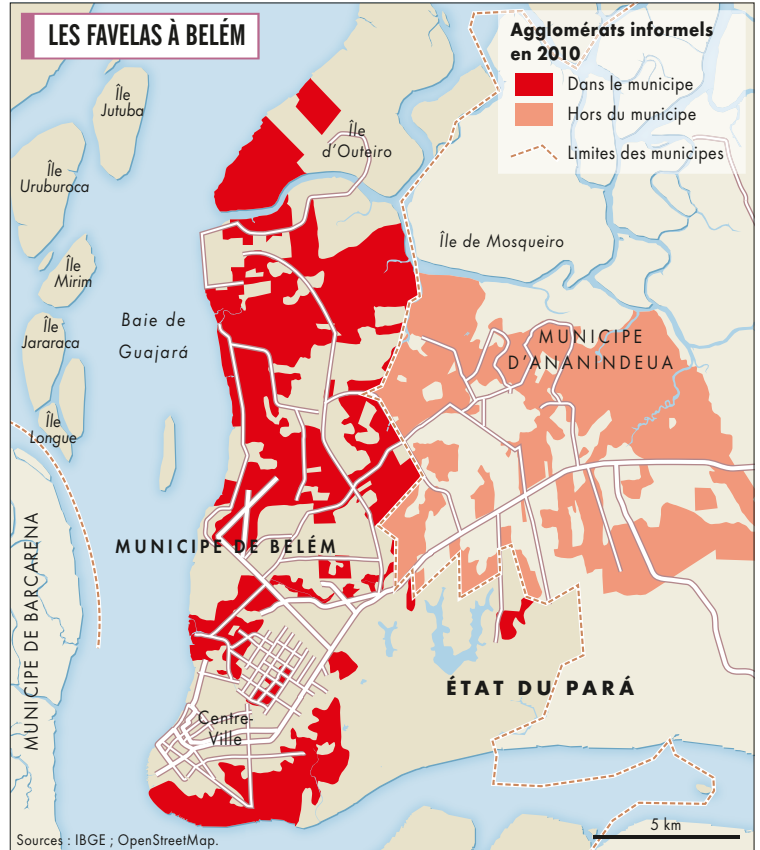 LES FAVELAS À BELÉM
Agglomérats informels
en 2010
Dans le municipe
Hors du municipe
Limites des municipes
Île
Jutuba
Île
d'Outeiro
Île
Uruburoca
Île de Mosqueiro
Île
Mirim
Baie de
Guajará
Île
Jararaca
MUNICIPE
D'ANANINDEUA
Île
Longue
MUNICIPE DE BARCARENA
MUNICIPE DE BELÉM
ÉTAT DU PARÁ
Centre-
Ville
5 km
Sources : IBGE ; OpenStreetMap.